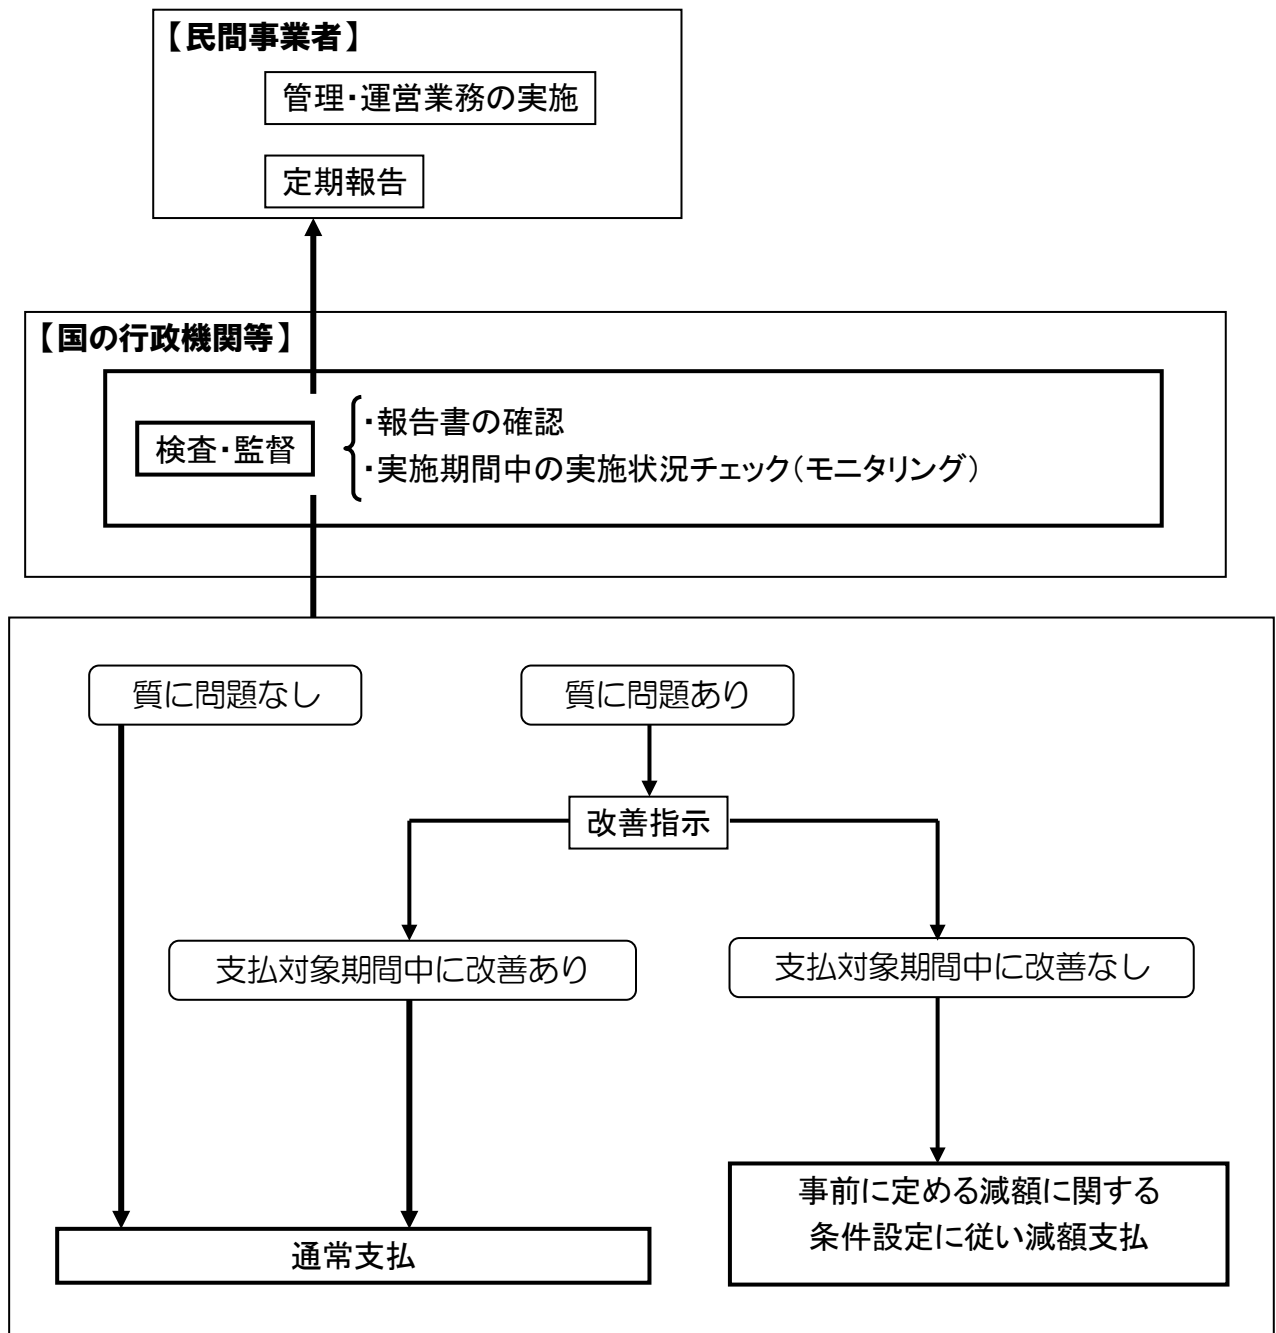 【民間事業者】
管理・運営業務の実施
定期報告
【国の行政機関等】
検査・監督
・報告書の確認
・実施期間中の実施状況チェック（モニタリング）
質に問題なし
質に問題あり
改善指示
支払対象期間中に改善あり
支払対象期間中に改善なし
事前に定める減額に関する
条件設定に従い減額支払
通常支払